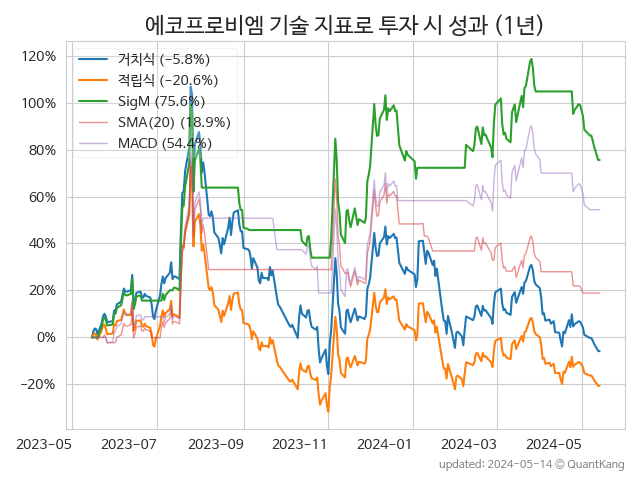 에코프로비엠 기술 지표로 투자 시 성과 (1년)
120%
100%
80%
60%
40%
20%
0%
−20%
거치식 (−5.8%)
적립식 (−20.6%)
SigM (75.6%)
SMA(20) (18.9%)
MACD (54.4%)
2023-05
2023-07
2023-09
2023-11
2024-01
2024-03
2024-05
updated: 2024-05-14 ⓒ QuantKang